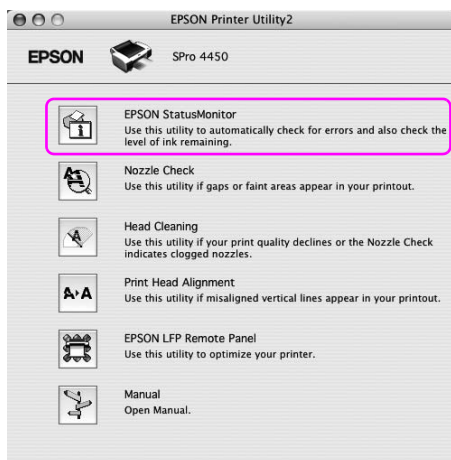 EPSON Printer Utility2
EPSON
SPro 4450
EPSON StatusMonitor
Use this utility to automatically check for errors and also check the
level of ink remaining.
Nozzle Check
Use this utility if gaps or faint areas appear in your printout.
Head Cleaning
Use this utility if your print quality declines or the Nozzle Check
indicates clogged nozzles.
A A
Print Head Alignment
Use this utility if misaligned vertical lines appear in your printout.
EPSON LFP Remote Panel
Use this utility to optimize your printer.
Manual
Open Manual.